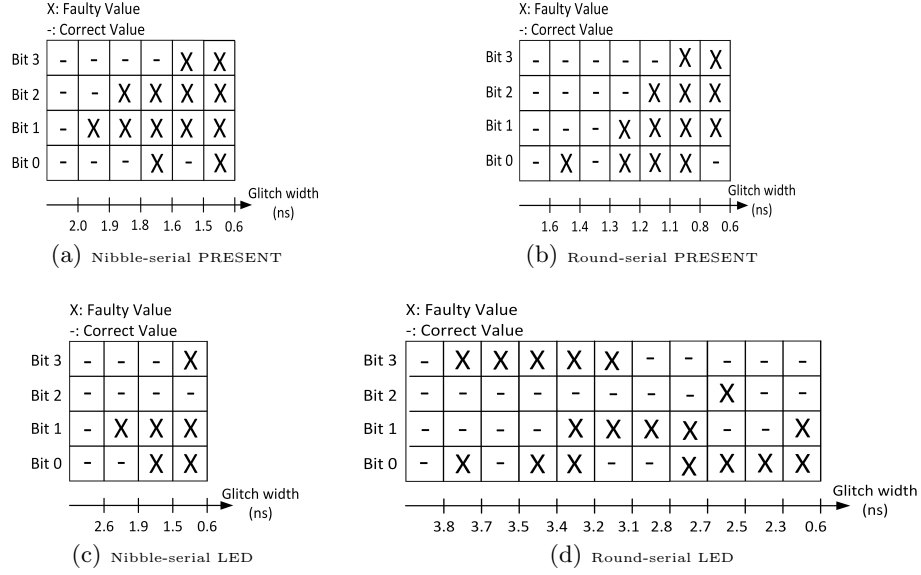 X: Faulty Value
-: Correct Value
Bit 3 - - - - X X
Bit 2 - - X X X X
Bit 1 - X X X X X
Bit 0 - - - X - X
Glitch width
(ns)
2.0 1.9 1.8 1.6 1.5 0.6
(a) Nibble-serial PRESENT
X: Faulty Value
-: Correct Value
Bit 3 - - - - - X X
Bit 2 - - - - X X X
Bit 1 - - - X X X X
Bit 0 - X - X X X -
Glitch width
(ns)
1.6 1.4 1.3 1.2 1.1 0.8 0.6
(b) Round-serial PRESENT
X: Faulty Value
-: Correct Value
Bit 3 - - - X
Bit 2 - - - -
Bit 1 - X X X
Bit 0 - - X X
Glitch width
(ns)
2.6 1.9 1.5 0.6
(c) Nibble-serial LED
X: Faulty Value
-: Correct Value
Bit 3 - X X X X X - - - - -
Bit 2 - - - - - - - - X - -
Bit 1 - - - - X X X X - - X
Bit 0 - X - X X - - X X X X
Glitch width
(ns)
3.8 3.7 3.5 3.4 3.2 3.1 2.8 2.7 2.5 2.3 0.6
(d) Round-serial LED